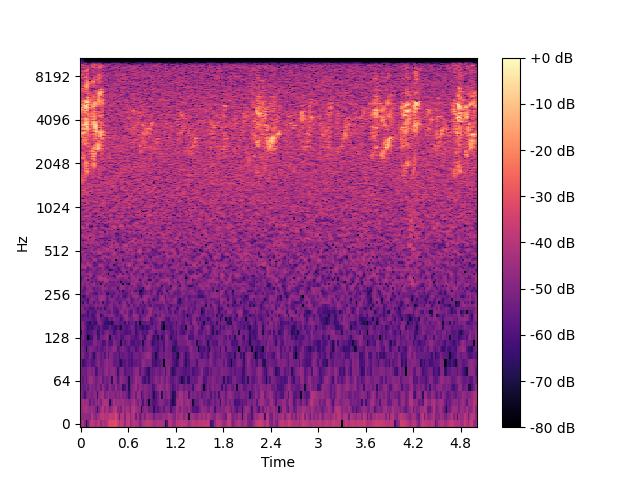 8192
4096
2048
1024
512
256
128
64
0
Hz
0 0.6 1.2 1.8 2.4 3 3.6 4.2 4.8
Time
+0 dB
-10 dB
-20 dB
-30 dB
-40 dB
-50 dB
-60 dB
-70 dB
-80 dB